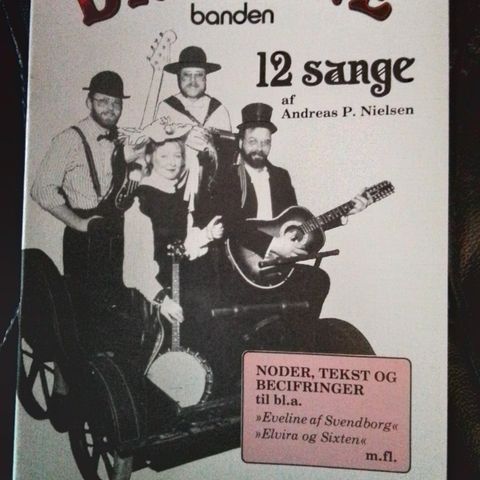 banden
12 sange
af
Andreas P. Nielsen
NODER, TEKST OG
BECIFRINGER
til bl.a.
»Eveline af Svendborg«
»Elvira og Sixten«
m.fl.